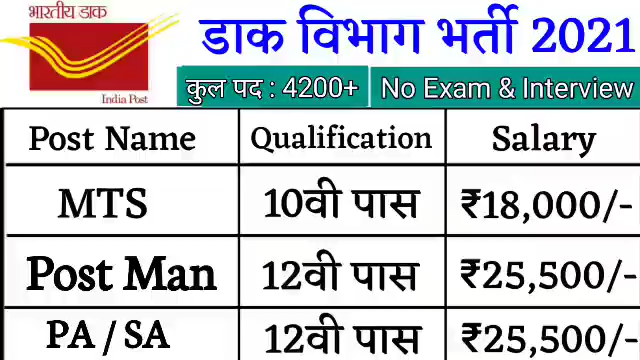 भारतीय डाक
India Post
डाक विभाग भर्ती 2021
कुल पद : 4200+ No Exam & Interview
Post Name Qualification Salary
MTS 10वी पास ₹18,000/-
Post Man 12वी पास ₹25,500/-
PA / SA 12वी पास ₹25,500/-